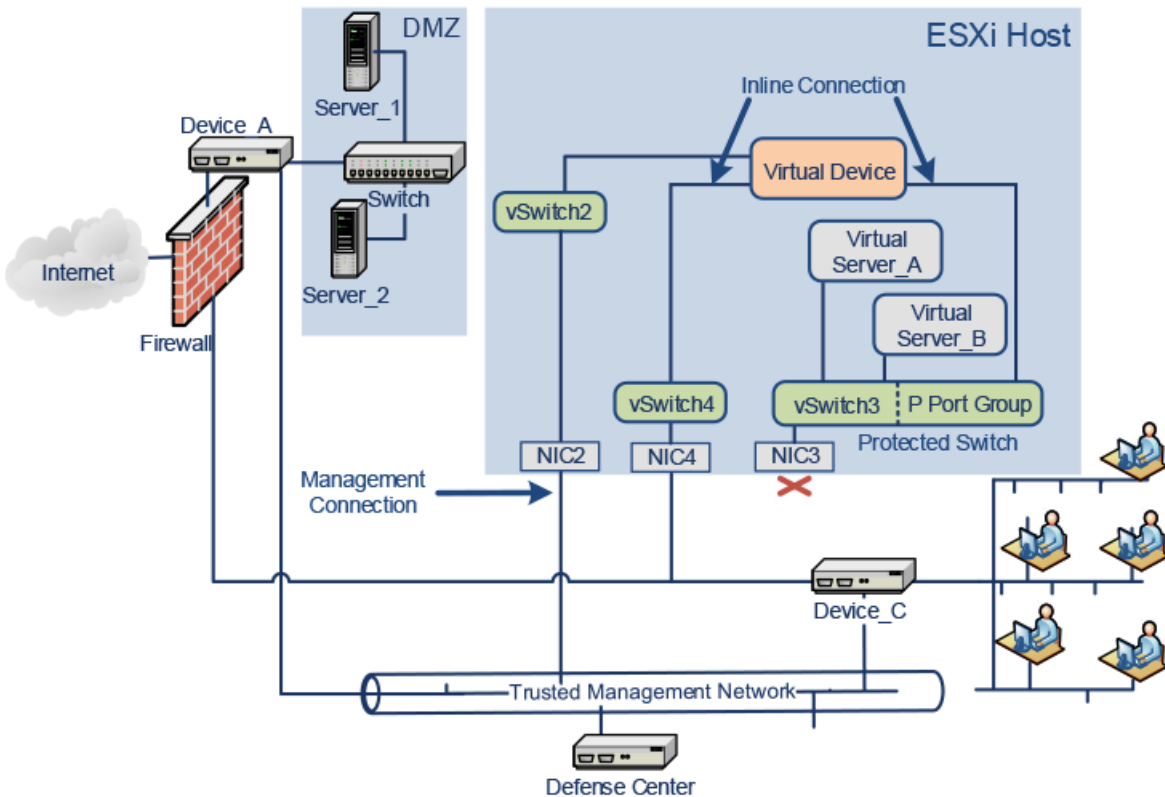 DMZ
ESXi Host
Server_1
Inline Connection
Device_A
Virtual Device
Switch
vSwitch2
Virtual
Server_A
Internet
Server_2
Virtual
Server_B
Firewall
vSwitch4
vSwitch3
P Port Group
Protected Switch
NIC2
NIC4
NIC3
Management
Connection
Device_C
Trusted Management Network
Defense Center